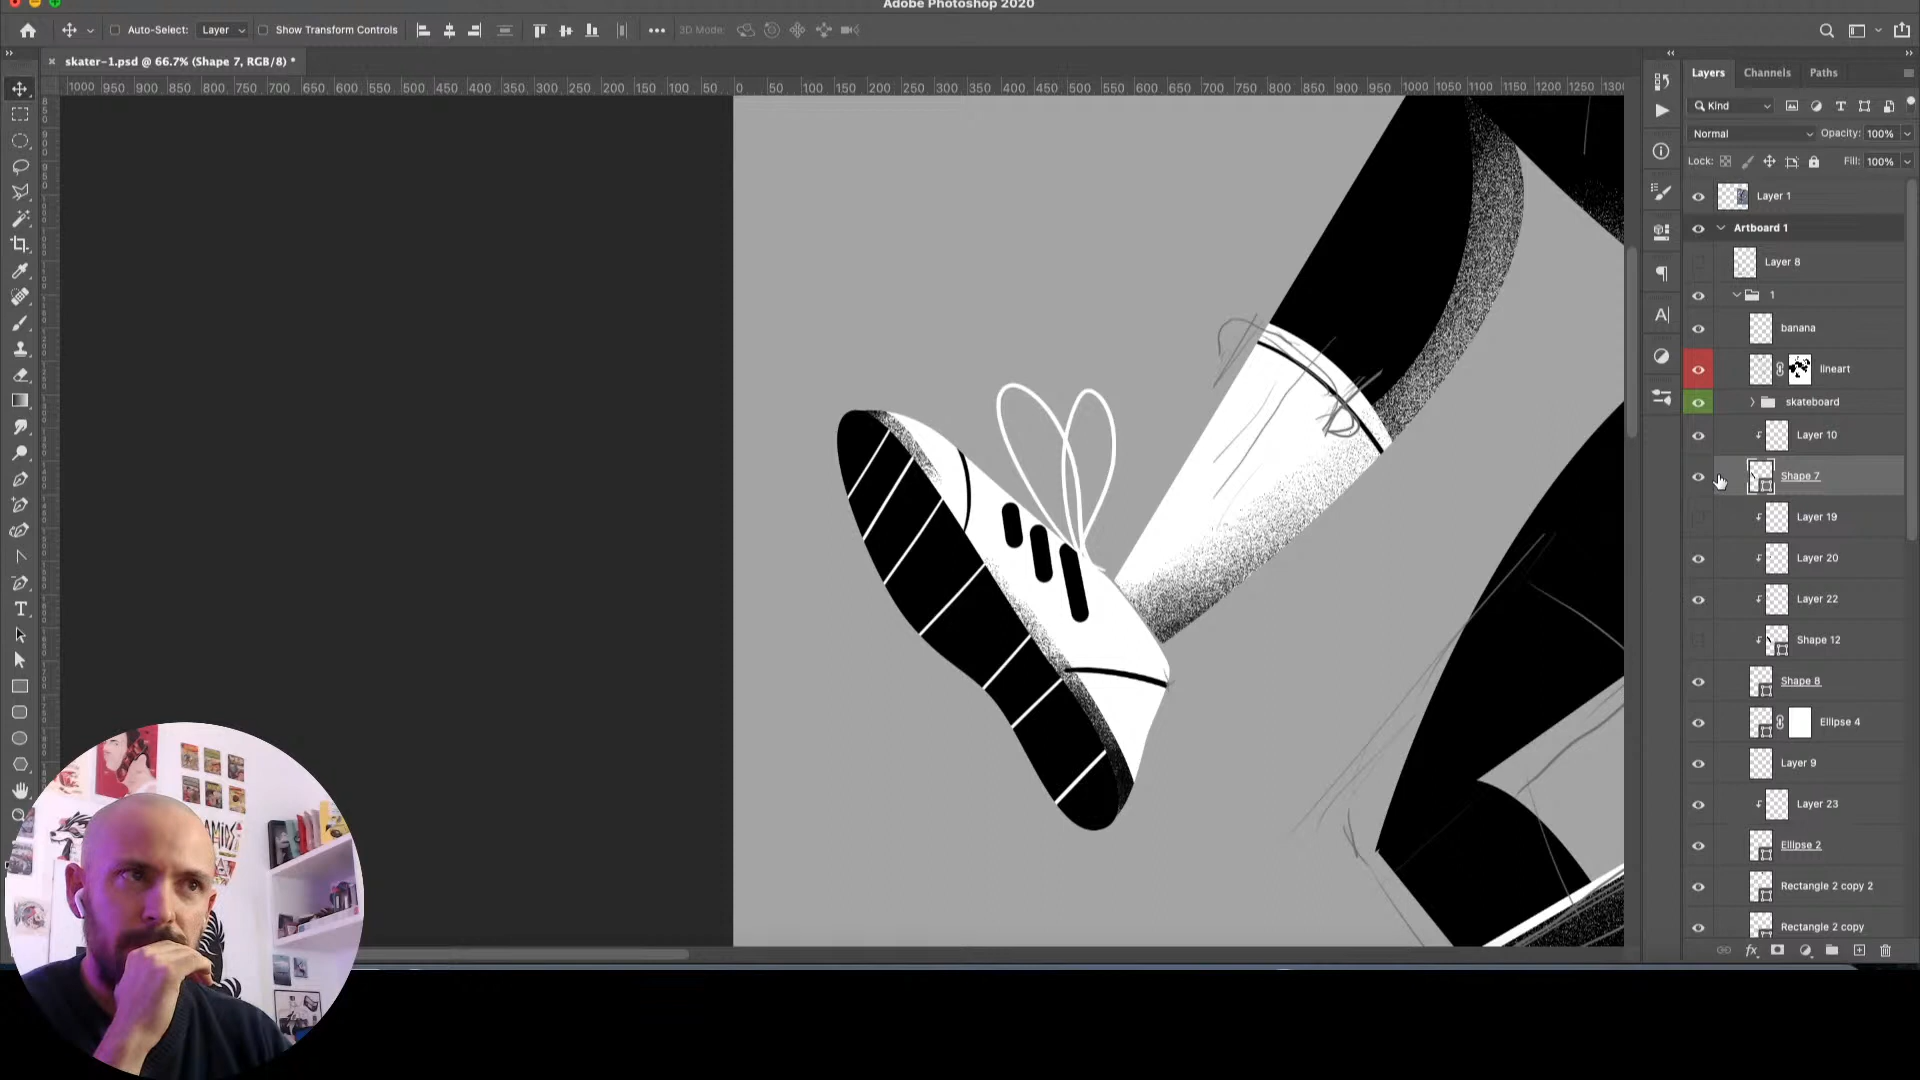 Adobe Photoshop 2020
Auto-Select: Layer Show Transform Controls 3D Mode:
skater-1.psd @ 66.7% (Shape 7, RGB/8) *
1000 950 900 850 800 750 700 650 600 550 500 450 400 350 300 250 200 150 100 50 0 50 100 150 200 250 300 350 400 450 500 550 600 650 700 750 800 850 900 950 1000 1050 1100 1150 1200 1250 1300
Layers Channels Paths
Kind
Normal Opacity: 100%
Lock: Fill: 100%
Layer 1
Artboard 1
Layer 8
1
banana
lineart
skateboard
Layer 10
Shape 7
Layer 19
Layer 20
Layer 22
Shape 12
Shape 8
Ellipse 4
Layer 9
Layer 23
Ellipse 2
Rectangle 2 copy 2
Rectangle 2 copy
fx